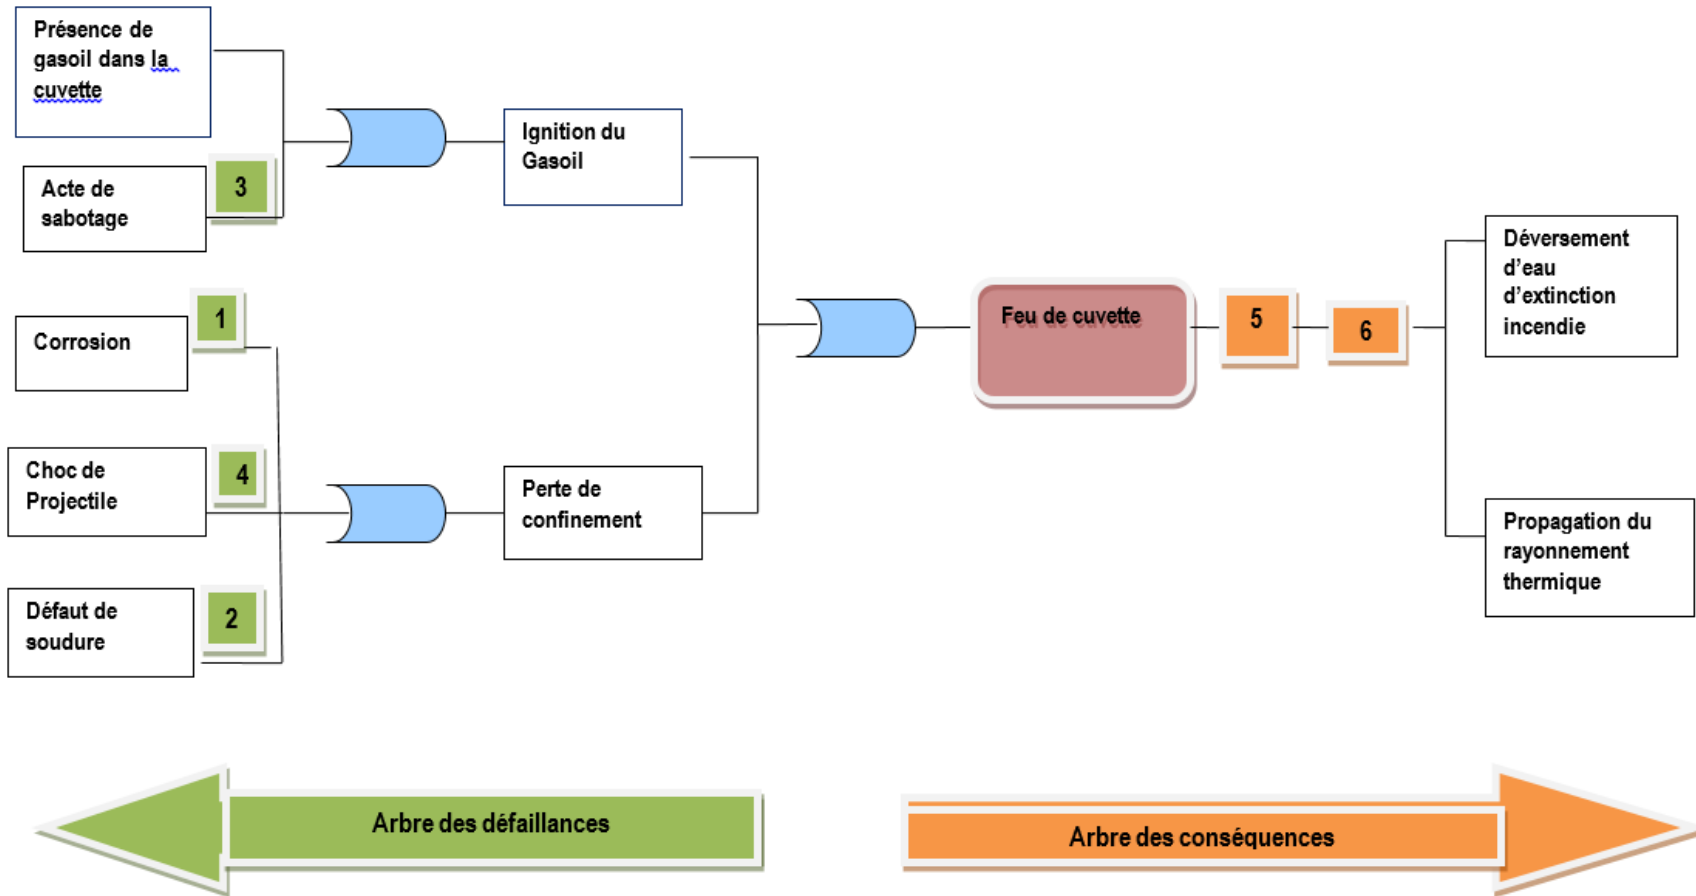 Présence de
gasoil dans la
cuvette
Acte de
sabotage
3
Corrosion
1
Choc de
Projectile
4
Défaut de
soudure
2
Ignition du
Gasoil
Perte de
confinement
Feu de cuvette
5
6
Déversement
d’eau
d’extinction
incendie
Propagation du
rayonnement
thermique
Arbre des défaillances
Arbre des conséquences